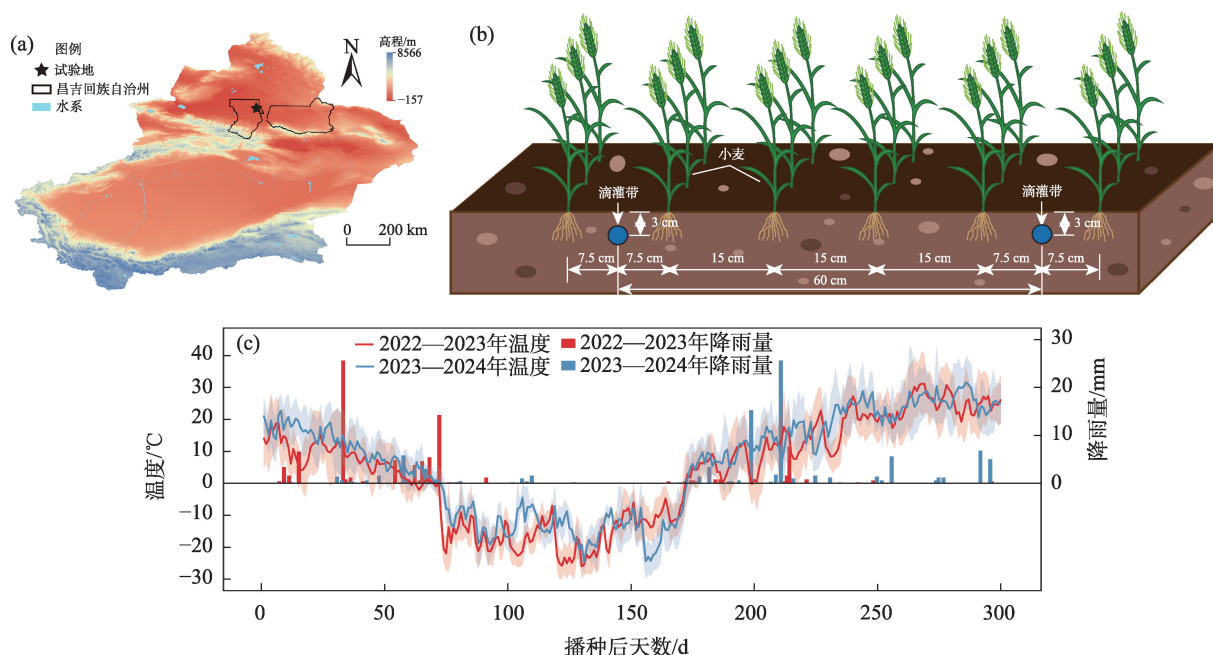 (a)
图例
试验地
昌吉回族自治州
水系
N
高程/m
8566
−157
0 200 km
(b)
小麦
滴灌带
滴灌带
3 cm
3 cm
7.5 cm 7.5 cm 15 cm 15 cm 15 cm 7.5 cm 7.5 cm
60 cm
(c)
2022—2023年温度 2022—2023年降雨量
2023—2024年温度 2023—2024年降雨量
温度/℃
40
30
20
10
0
−10
−20
−30
降雨量/mm
30
20
10
0
0 50 100 150 200 250 300
播种后天数/d